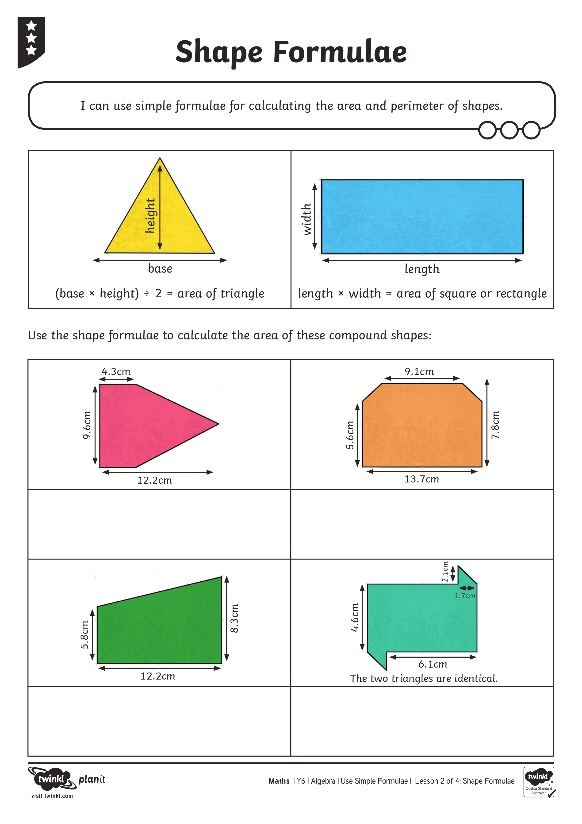 Shape Formulae
I can use simple formulae for calculating the area and perimeter of shapes.
height
base
(base × height) ÷ 2 = area of triangle
width
length
length × width = area of square or rectangle
Use the shape formulae to calculate the area of these compound shapes:
4.3cm
9.6cm
12.2cm
9.1cm
5.6cm
7.8cm
13.7cm
5.8cm
8.3cm
12.2cm
2.1cm
1.7cm
4.6cm
6.1cm
The two triangles are identical.
twinkl planit
visit twinkl.com
Maths | Y6 | Algebra | Use Simple Formulae | Lesson 2 of 4: Shape Formulae
twinkl
Quality Standard
Approved